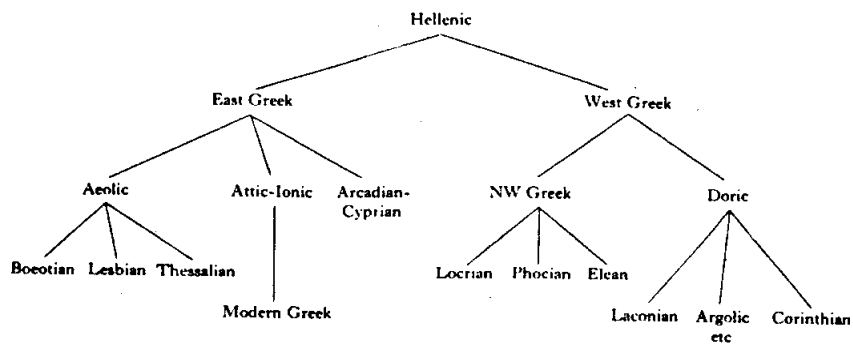 Hellenic
East Greek West Greek
Aeolic Attic-Ionic Arcadian-
Cyprian NW Greek Doric
Boeotian Lesbian Thessalian Locrian Phocian Elean
Modern Greek Laconian Argolic
etc Corinthian